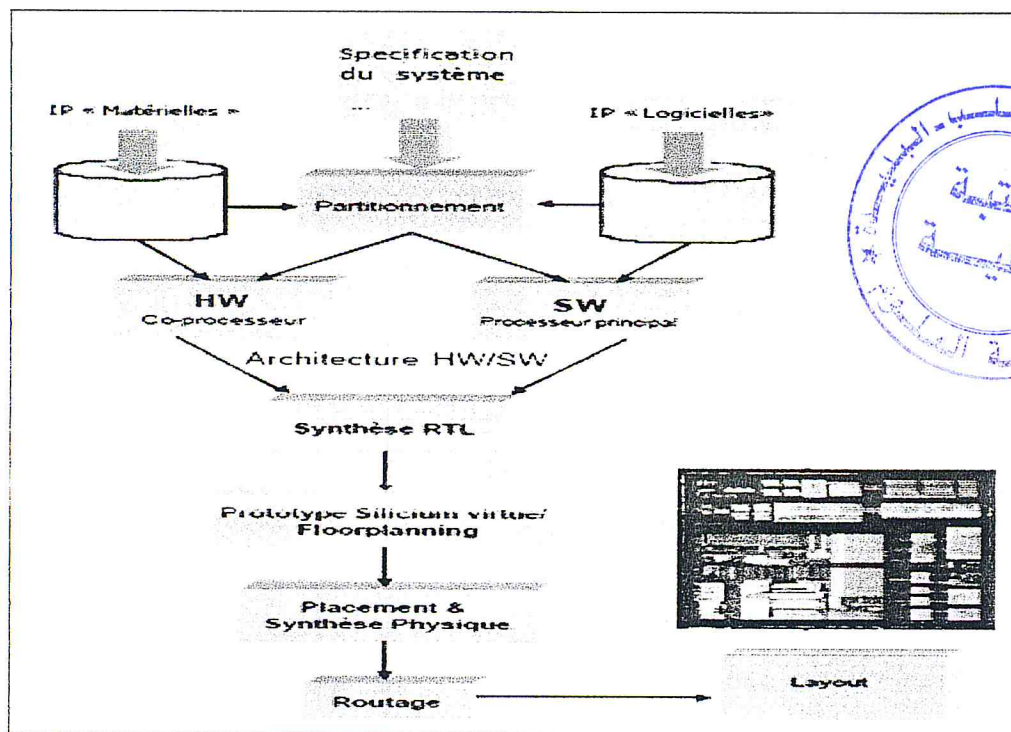 Specification
du système
...
IP « Matérielles »
IP « Logicielles»
Partitionnement
HW
Co-processeur
SW
Processeur principal
Architecture HW/SW
Synthèse RTL
Prototype Silicium virtuel
Floorplanning
Placement &
Synthèse Physique
Routage
Layout